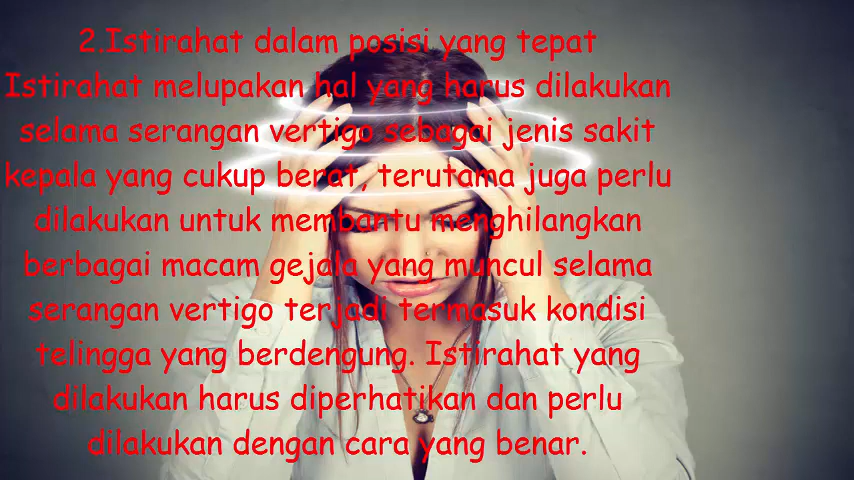 2.Istirahat dalam posisi yang tepat
Istirahat melupakan hal yang harus dilakukan
selama serangan vertigo sebagai jenis sakit
kepala yang cukup berat, terutama juga perlu
dilakukan untuk membantu menghilangkan
berbagai macam gejala yang muncul selama
serangan vertigo terjadi termasuk kondisi
telingga yang berdengung. Istirahat yang
dilakukan harus diperhatikan dan perlu
dilakukan dengan cara yang benar.